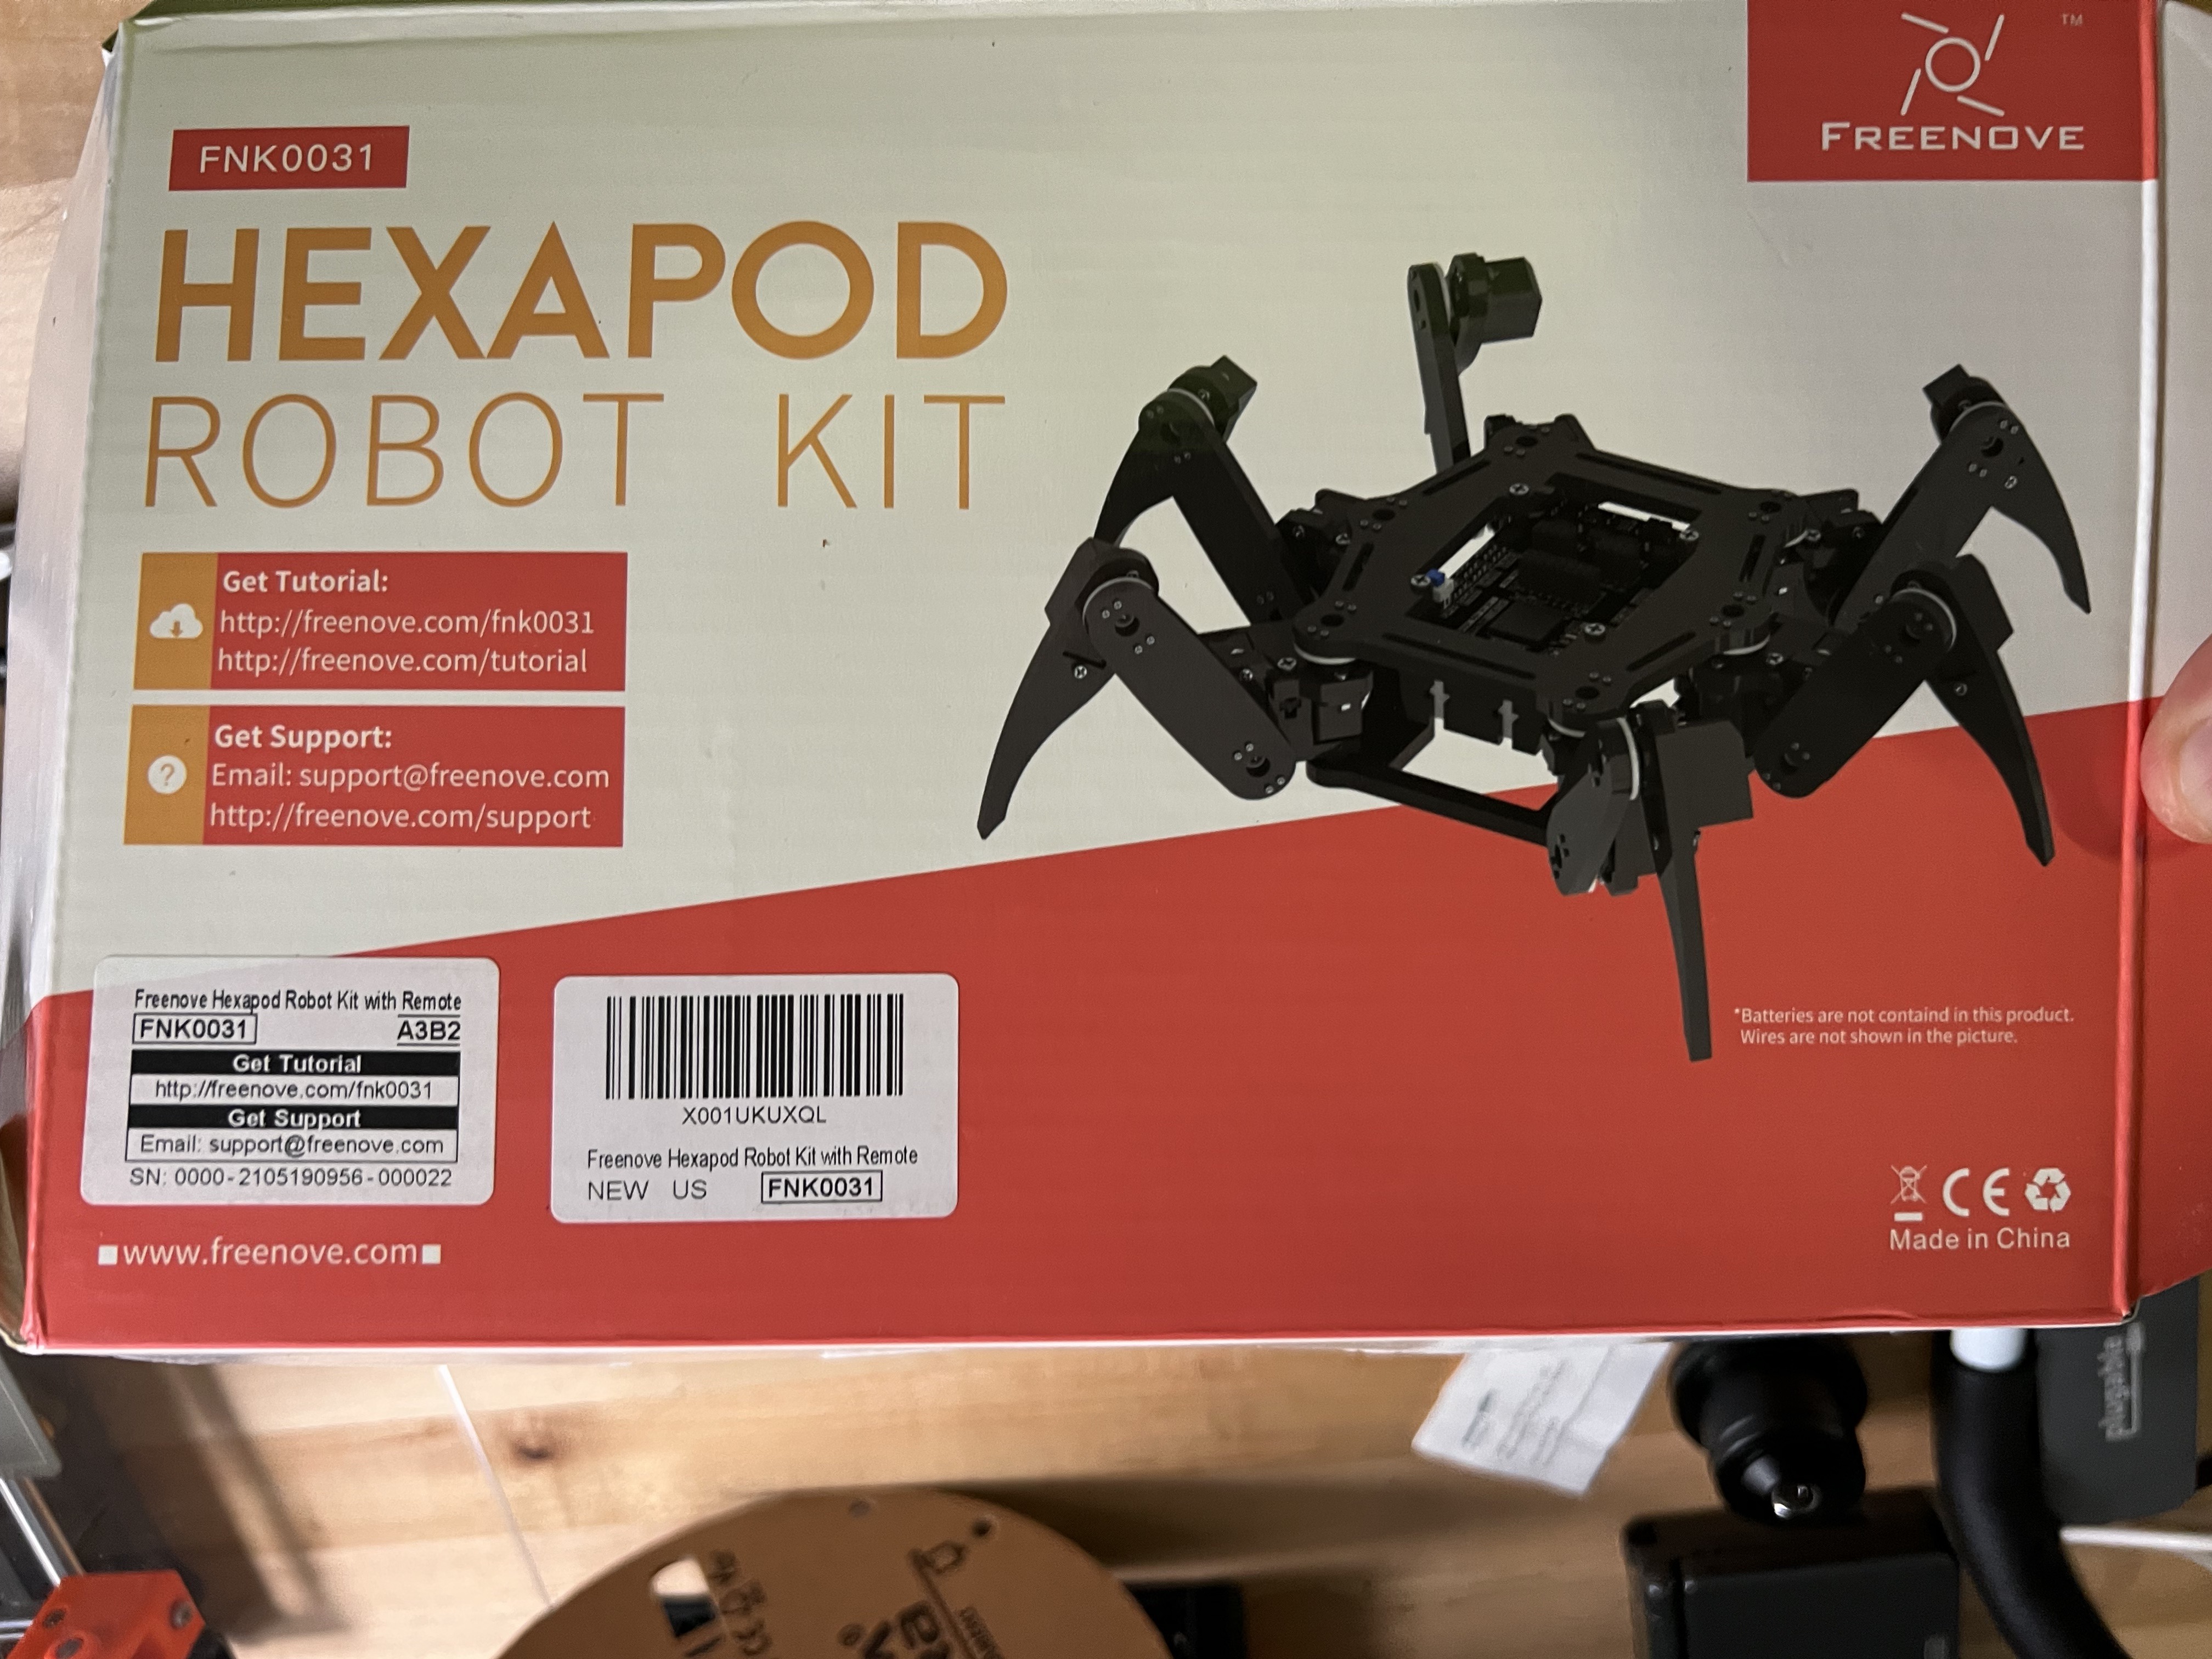 FREENOVE
TM
FNK0031
HEXAPOD
ROBOT KIT
Get Tutorial:
http://freenove.com/fnk0031
http://freenove.com/tutorial
?
Get Support:
Email: support@freenove.com
http://freenove.com/support
Freenove Hexapod Robot Kit with Remote
FNK0031 A3B2
Get Tutorial
http://freenove.com/fnk0031
Get Support
Email: support@freenove.com
SN: 0000-2105190956-000022
X001UKUXQL
Freenove Hexapod Robot Kit with Remote
NEW US FNK0031
*Batteries are not containd in this product.
Wires are not shown in the picture.
CE
Made in China
www.freenove.com
plugable